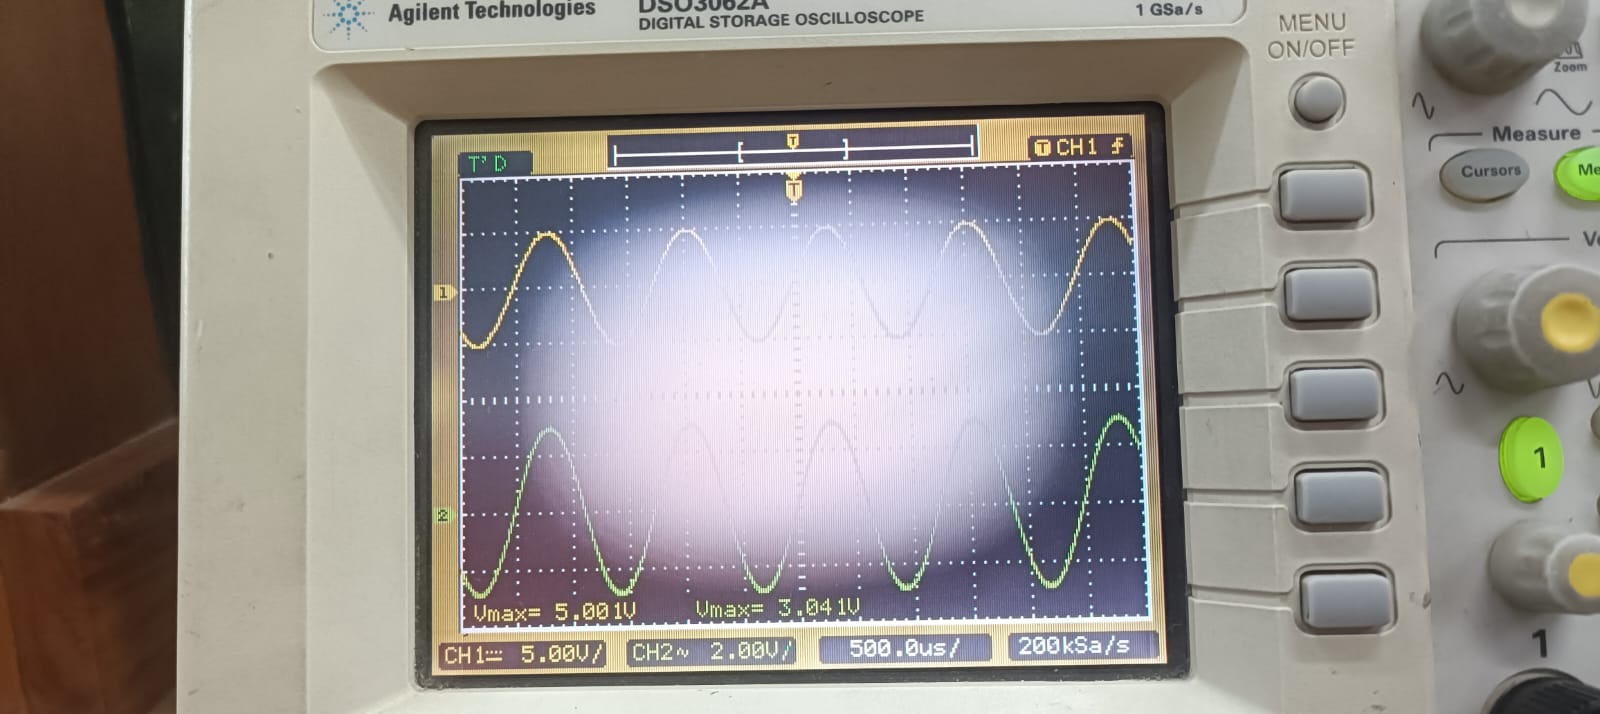 Agilent Technologies
DSO3062A
DIGITAL STORAGE OSCILLOSCOPE
1 GSa/s
MENU
ON/OFF
Zoom
Measure
Cursors
Me
T'D
T
T CH1
T
1
2
Vmax= 5.001V Vmax= 3.041V
CH1 5.00V/ CH2~ 2.00V/ 500.0us/ 200kSa/s
1
1